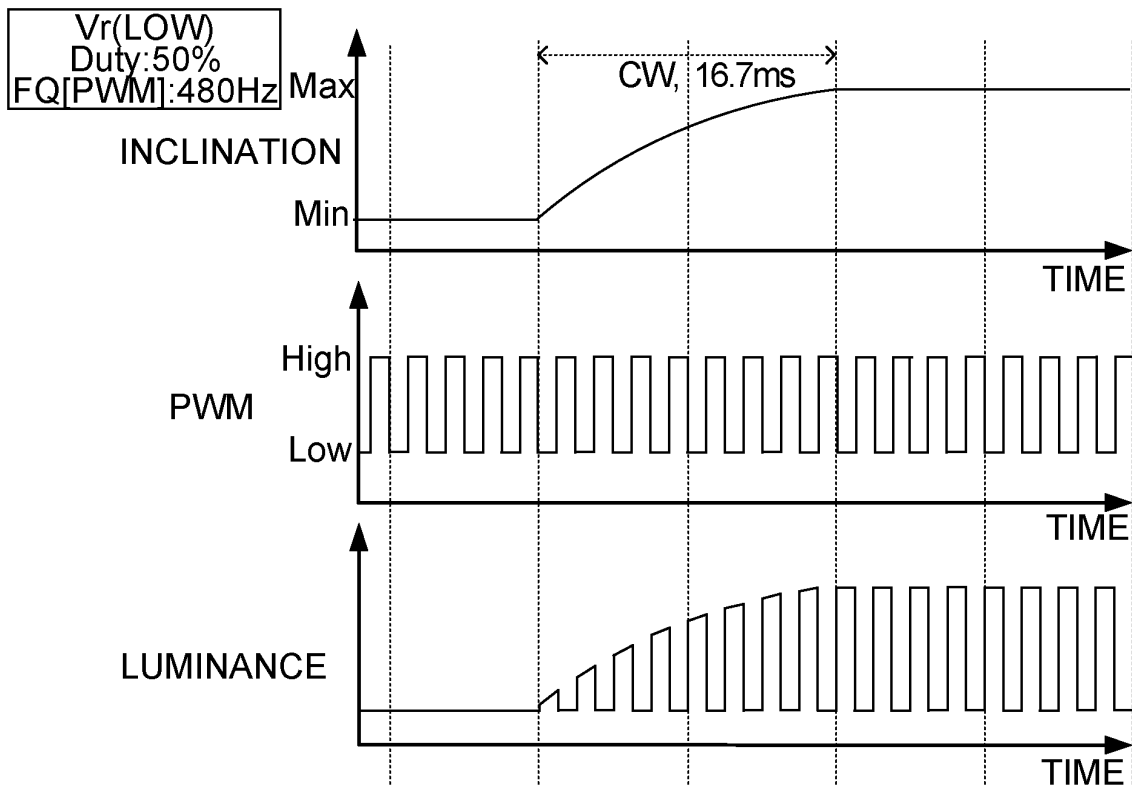 Vr(LOW)
Duty:50%
FQ[PWM]:480Hz
Max
CW, 16.7ms
INCLINATION
Min
TIME
High
PWM
Low
TIME
LUMINANCE
TIME